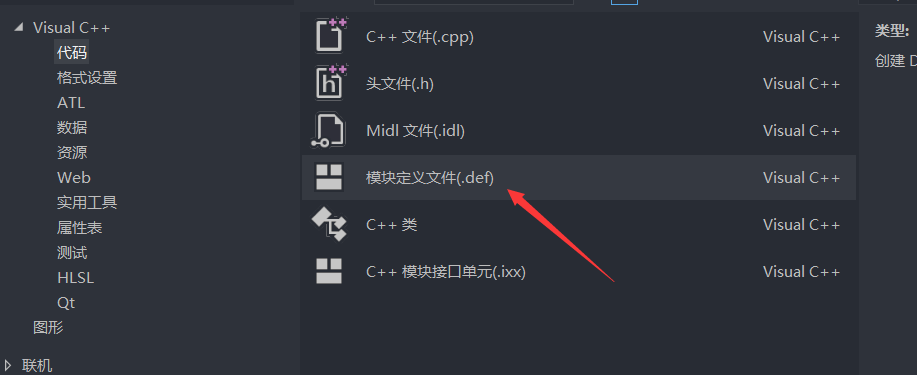 Visual C++
代码
格式设置
ATL
数据
资源
Web
实用工具
属性表
测试
HLSL
Qt
图形
联机
C++ 文件(.cpp) Visual C++
头文件(.h) Visual C++
Midl 文件(.idl) Visual C++
模块定义文件(.def) Visual C++
C++ 类 Visual C++
C++ 模块接口单元(.ixx) Visual C++
类型:
创建 D